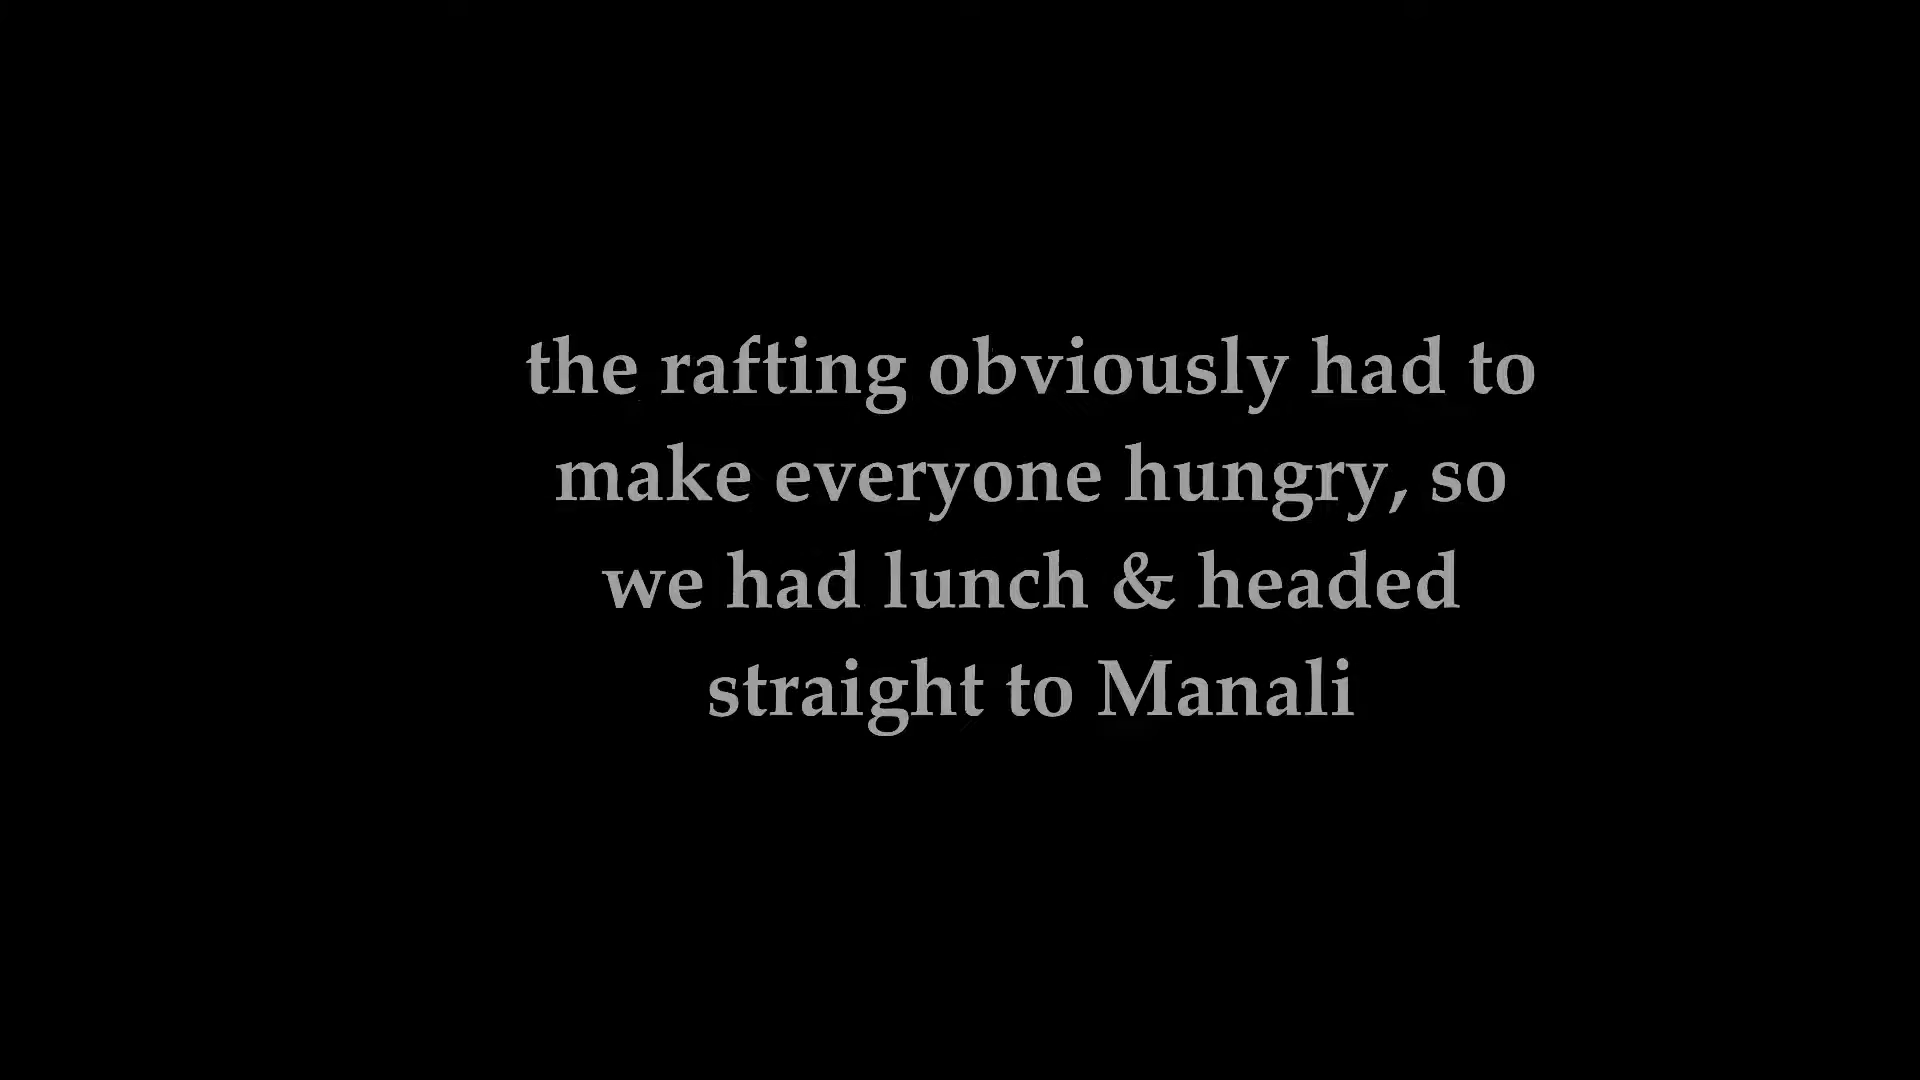 the rafting obviously had to
make everyone hungry, so
we had lunch & headed
straight to Manali